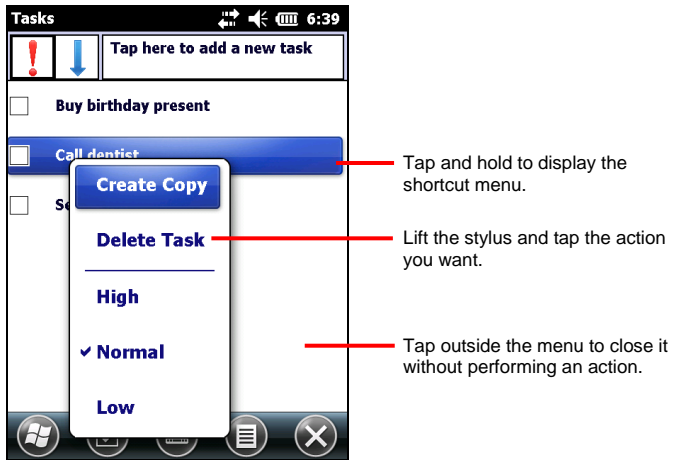 Tasks 6:39
Tap here to add a new task
Buy birthday present
Call dentist
Se
Create Copy
Delete Task
High
Normal
Low
Tap and hold to display the
shortcut menu.
Lift the stylus and tap the action
you want.
Tap outside the menu to close it
without performing an action.